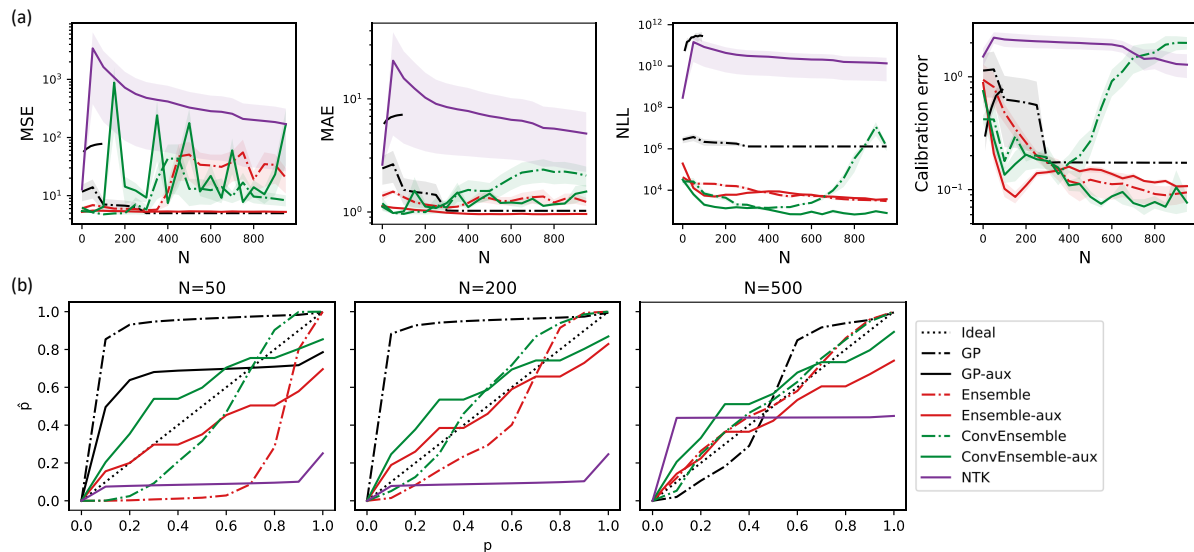 (a)
MSE
10³
10²
10¹
0 200 400 600 800
N
MAE
10¹
10⁰
0 200 400 600 800
N
NLL
10¹²
10¹⁰
10⁸
10⁶
10⁴
0 200 400 600 800
N
Calibration error
10⁰
10⁻¹
0 200 400 600 800
N
(b)
N=50
N=200
N=500
p̂
1.0
0.8
0.6
0.4
0.2
0.0
0.0 0.2 0.4 0.6 0.8 1.0
0.0 0.2 0.4 0.6 0.8 1.0
0.0 0.2 0.4 0.6 0.8 1.0
p
Ideal
GP
GP-aux
Ensemble
Ensemble-aux
ConvEnsemble
ConvEnsemble-aux
NTK